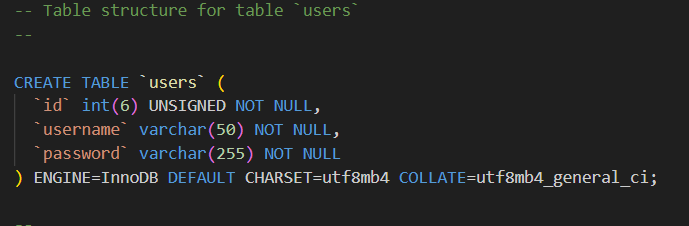 -- Table structure for table `users`
--
CREATE TABLE `users` (
  `id` int(6) UNSIGNED NOT NULL,
  `username` varchar(50) NOT NULL,
  `password` varchar(255) NOT NULL
) ENGINE=InnoDB DEFAULT CHARSET=utf8mb4 COLLATE=utf8mb4_general_ci;
--